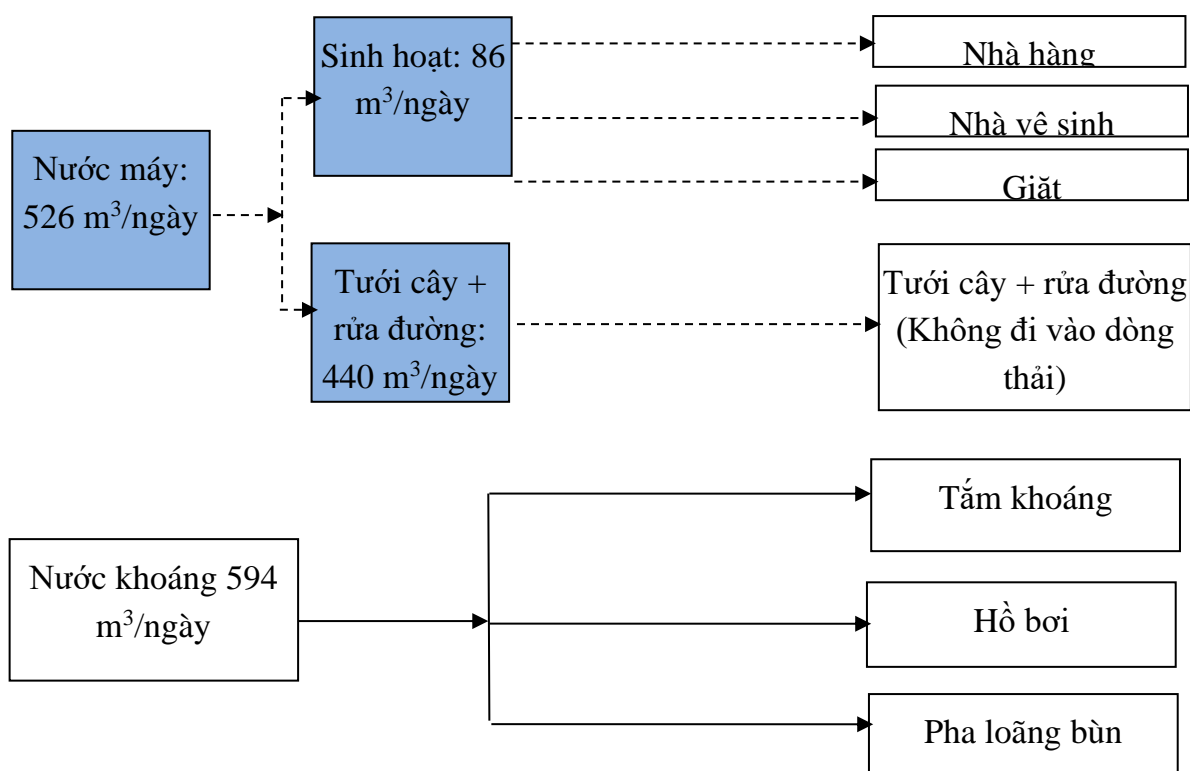 Sinh hoạt: 86
m³/ngày
Nhà hàng
Nhà vê sinh
Giăt
Nước máy:
526 m³/ngày
Tưới cây +
rửa đường:
440 m³/ngày
Tưới cây + rửa đường
(Không đi vào dòng
thải)
Nước khoáng 594
m³/ngày
Tắm khoáng
Hồ bơi
Pha loãng bùn